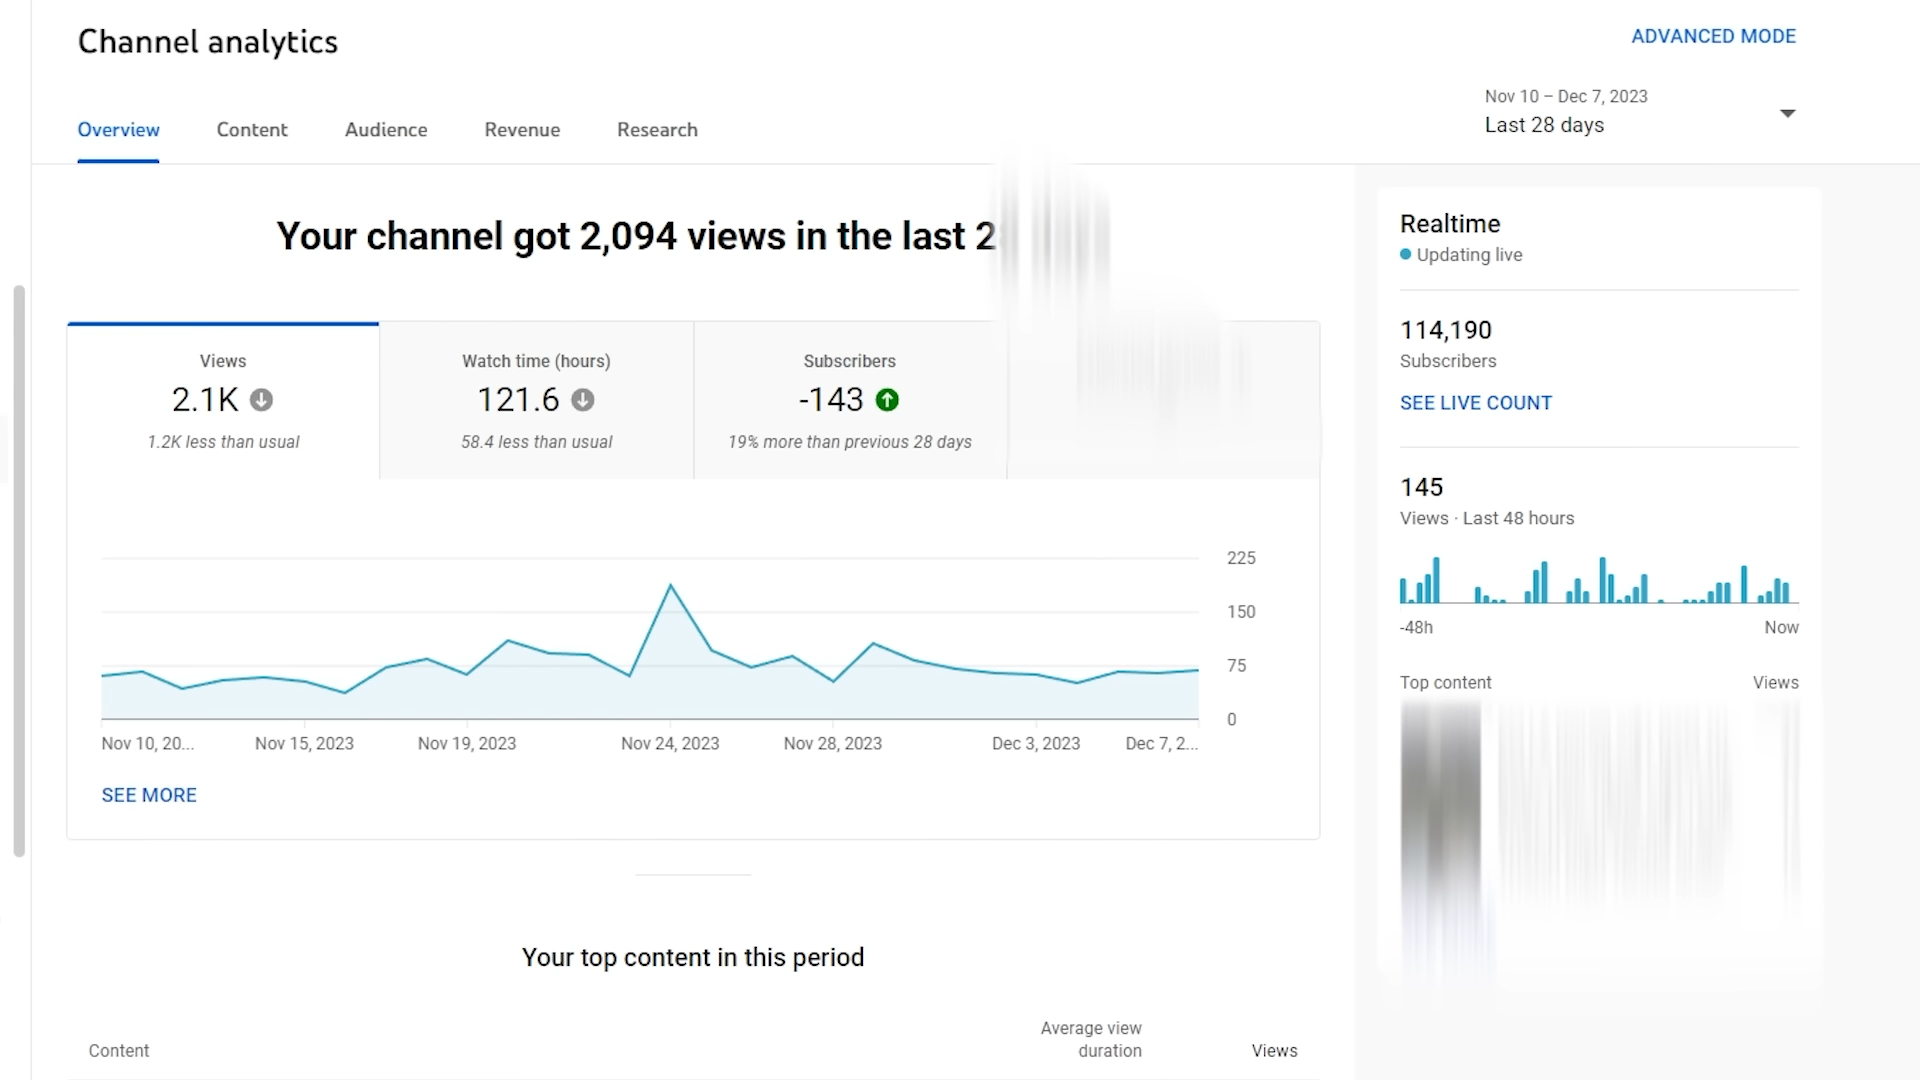 Channel analytics
ADVANCED MODE
Nov 10 – Dec 7, 2023
Last 28 days
Overview Content Audience Revenue Research
Your channel got 2,094 views in the last
Realtime
Updating live
114,190
Subscribers
SEE LIVE COUNT
145
Views · Last 48 hours
-48h Now
Top content Views
Views
2.1K
1.2K less than usual
Watch time (hours)
121.6
58.4 less than usual
Subscribers
-143
19% more than previous 28 days
225
150
75
0
Nov 10, 20... Nov 15, 2023 Nov 19, 2023 Nov 24, 2023 Nov 28, 2023 Dec 3, 2023 Dec 7, 2...
SEE MORE
Your top content in this period
Content Average view duration Views